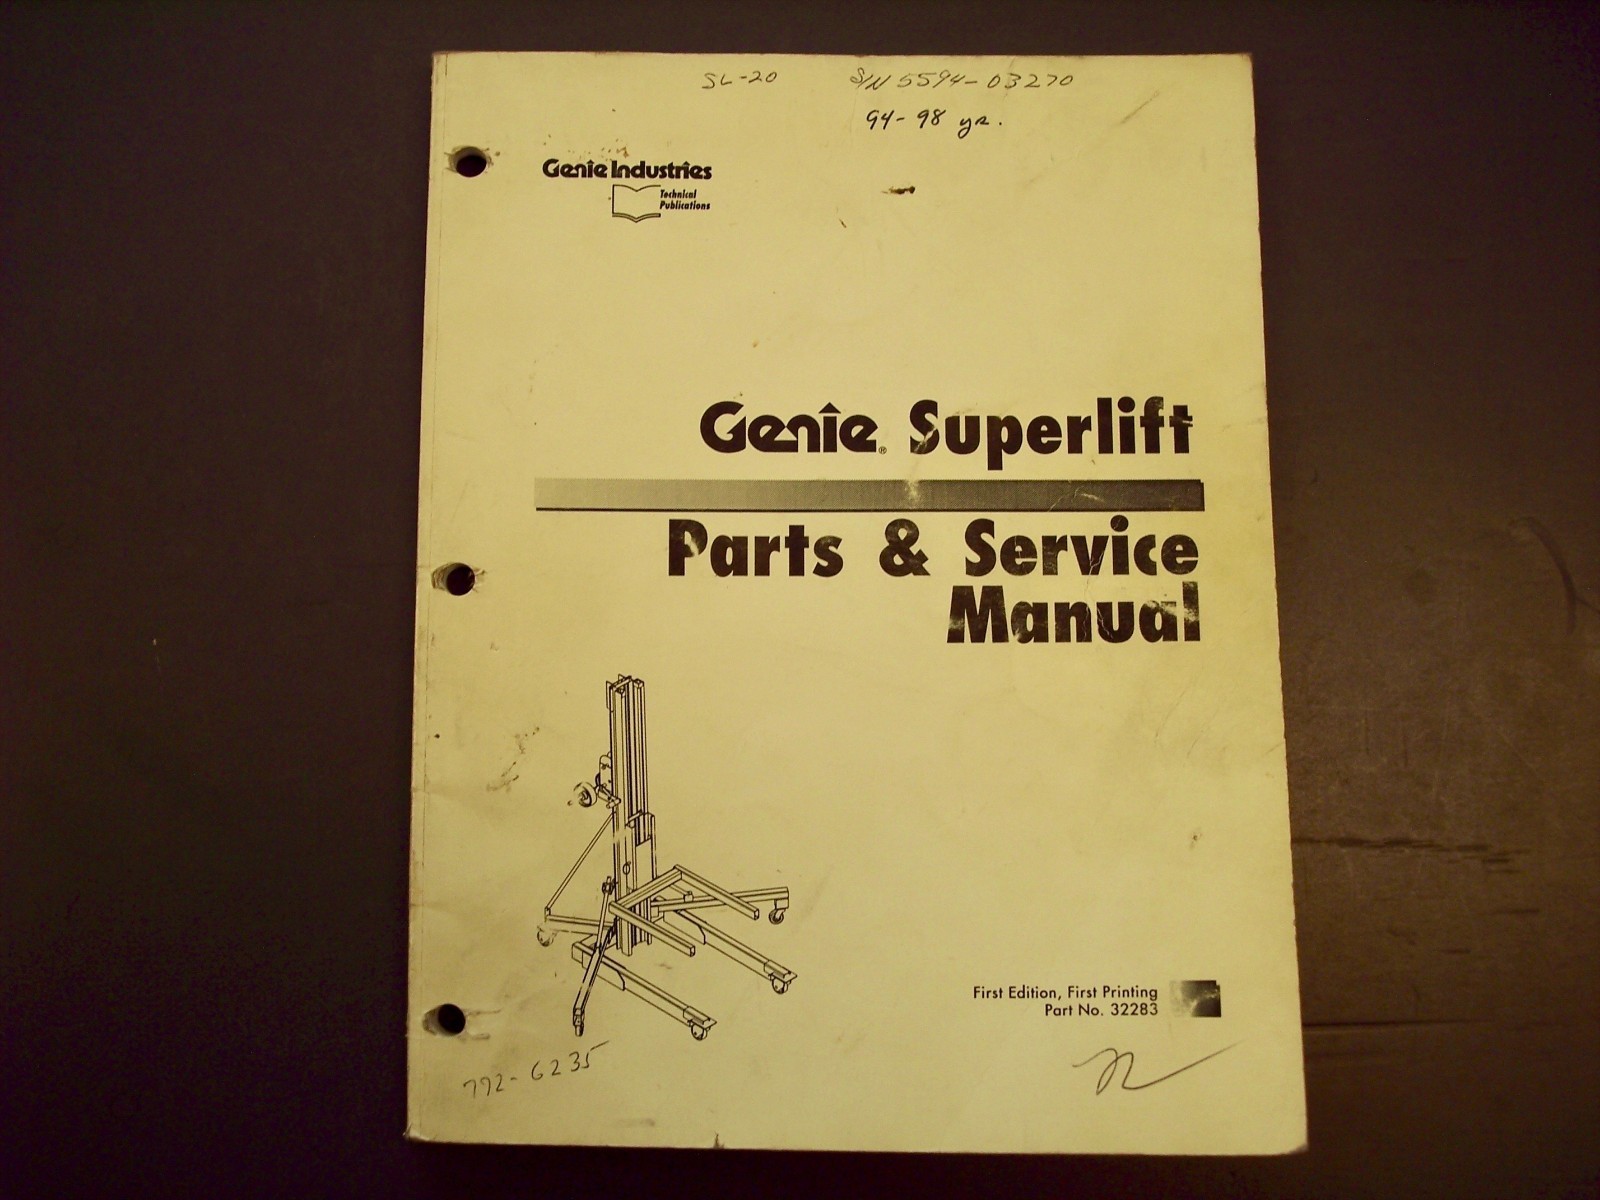 SL-20 S/N 5594-03270
94-98 yr.
Genie Industries
Technical
Publications
Genie® Superlift
Parts & Service
Manual
First Edition, First Printing
Part No. 32283
772-6235